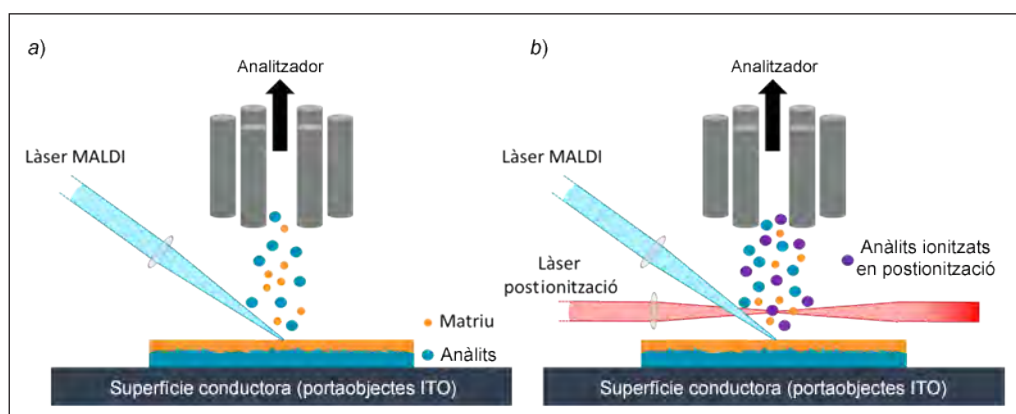 a)
Analitzador
Làser MALDI
Matriu
Anàlits
Superfície conductora (portaobjectes ITO)
b)
Analitzador
Làser MALDI
Làser
postionització
Anàlits ionitzats
en postionització
Superfície conductora (portaobjectes ITO)